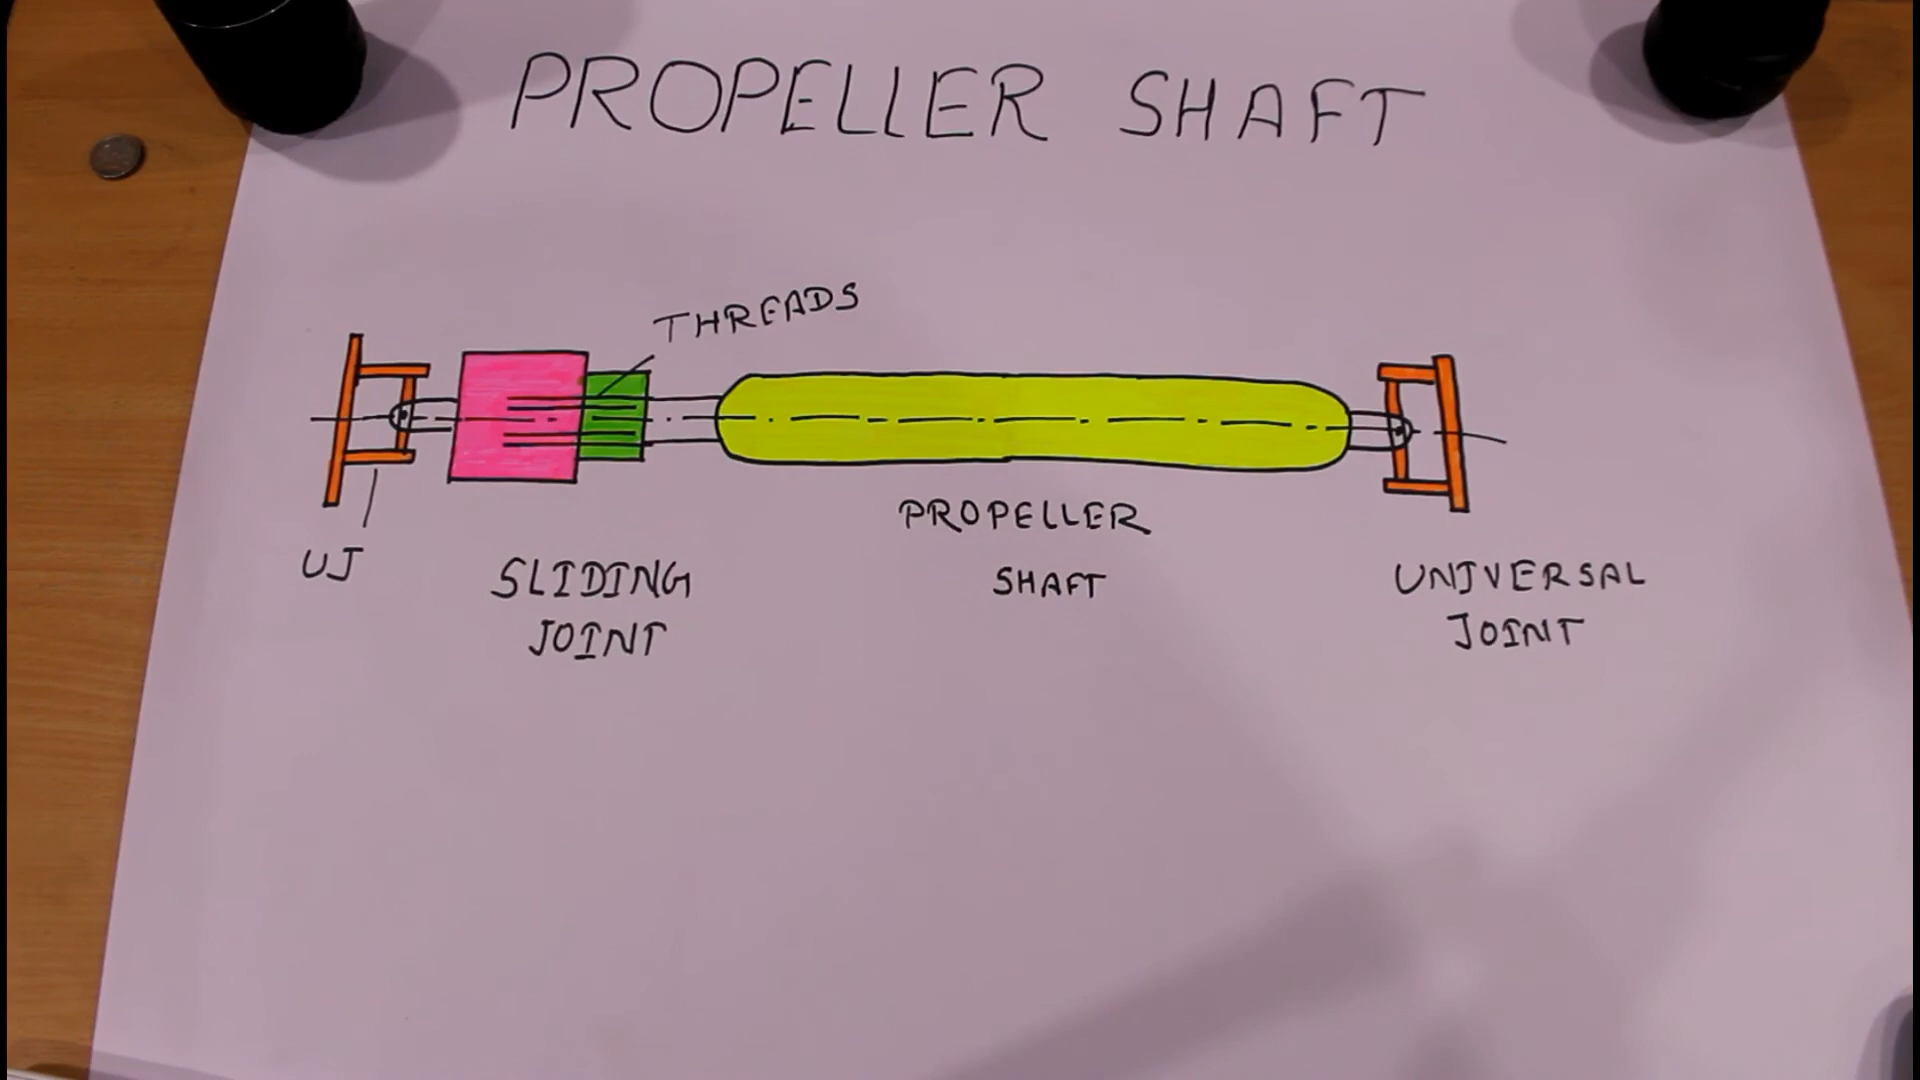 PROPELLER SHAFT
THREADS
UJ
SLIDING
JOINT
PROPELLER
SHAFT
UNIVERSAL
JOINT